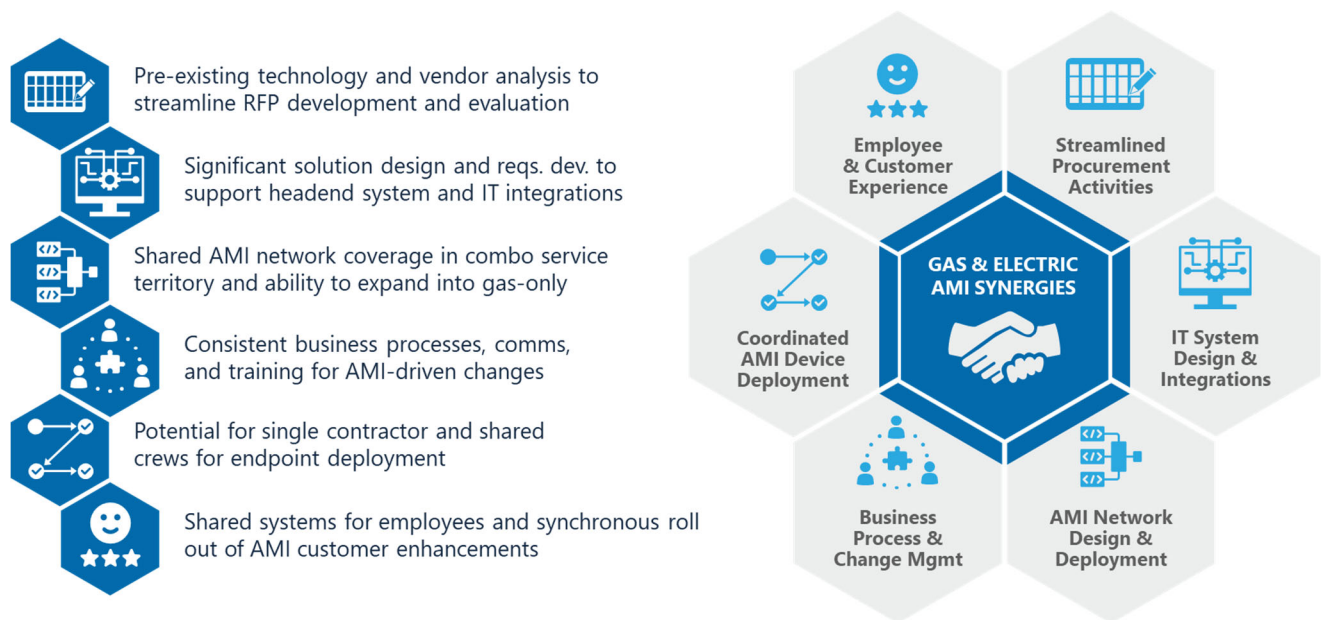 Pre-existing technology and vendor analysis to
streamline RFP development and evaluation
Significant solution design and reqs. dev. to
support headend system and IT integrations
Shared AMI network coverage in combo service
territory and ability to expand into gas-only
Consistent business processes, comms,
and training for AMI-driven changes
Potential for single contractor and shared
crews for endpoint deployment
Shared systems for employees and synchronous roll
out of AMI customer enhancements
Employee
& Customer
Experience
Streamlined
Procurement
Activities
GAS & ELECTRIC
AMI SYNERGIES
Coordinated
AMI Device
Deployment
IT System
Design &
Integrations
Business
Process &
Change Mgmt
AMI Network
Design &
Deployment